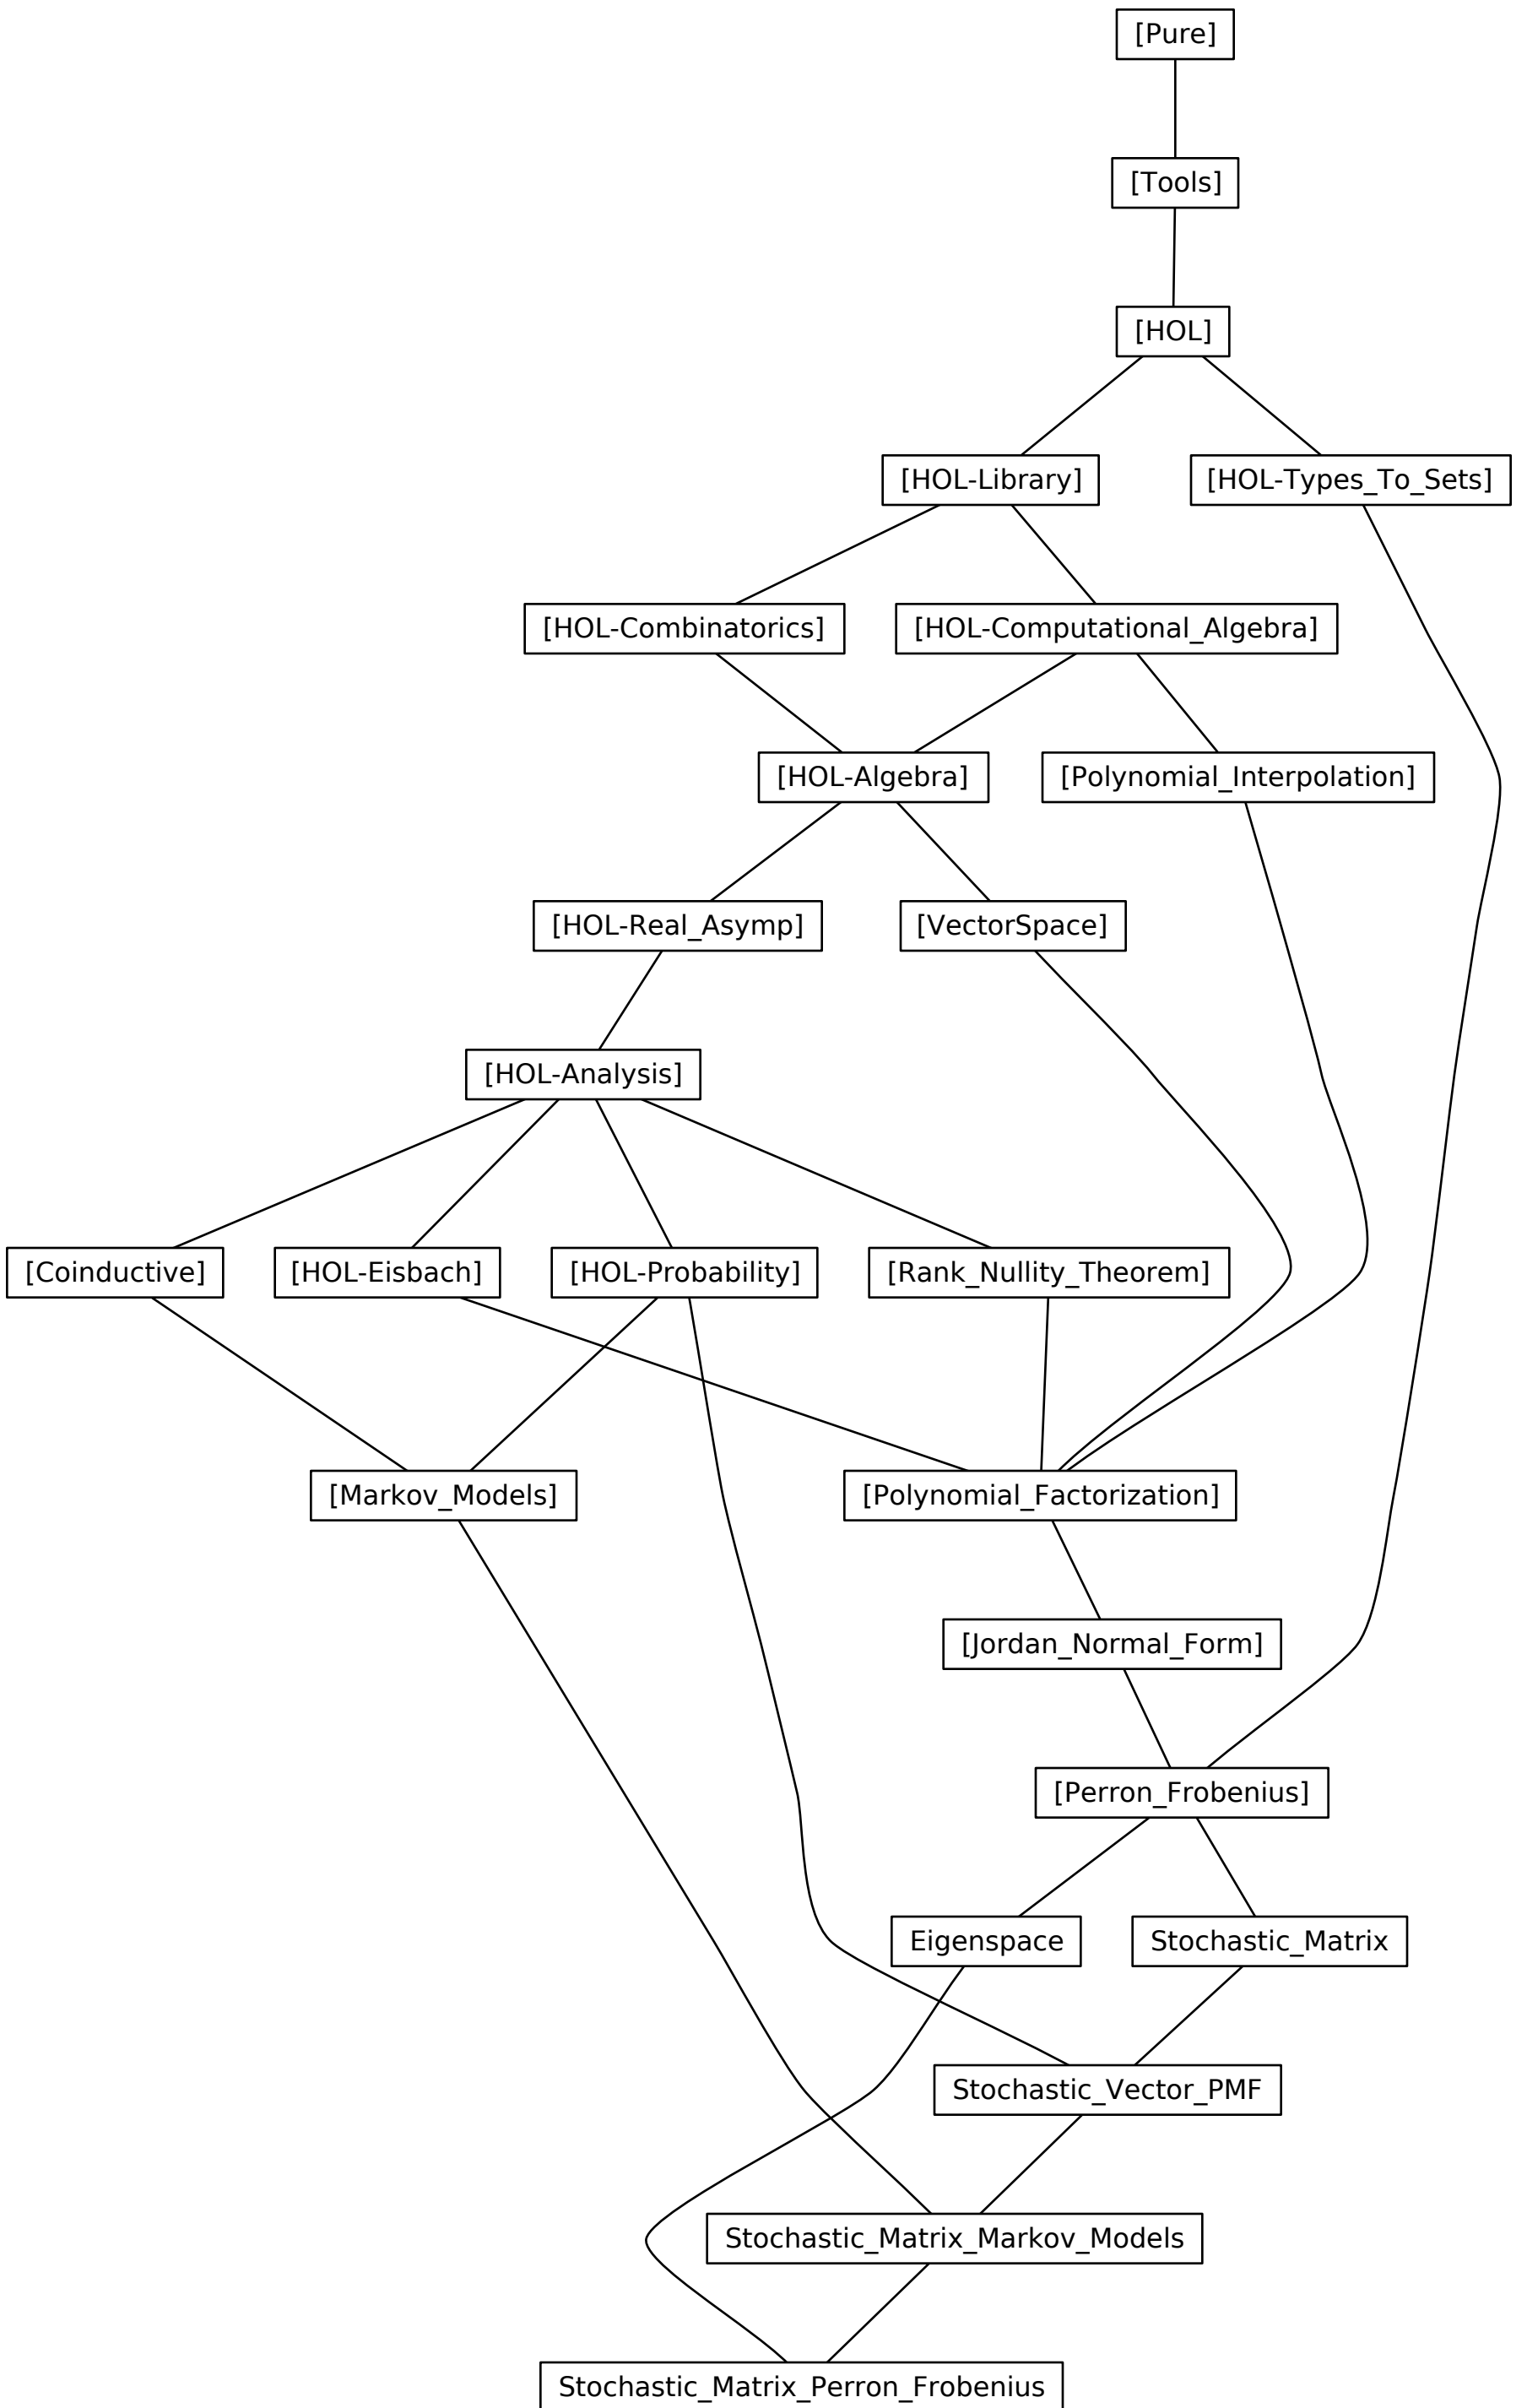 [Pure]
[Tools]
[HOL]
[HOL-Library]
[HOL-Types_To_Sets]
[HOL-Combinatorics]
[HOL-Computational_Algebra]
[HOL-Algebra]
[Polynomial_Interpolation]
[HOL-Real_Asymp]
[VectorSpace]
[HOL-Analysis]
[Coinductive]
[HOL-Eisbach]
[HOL-Probability]
[Rank_Nullity_Theorem]
[Markov_Models]
[Polynomial_Factorization]
[Jordan_Normal_Form]
[Perron_Frobenius]
Eigenspace
Stochastic_Matrix
Stochastic_Vector_PMF
Stochastic_Matrix_Markov_Models
Stochastic_Matrix_Perron_Frobenius